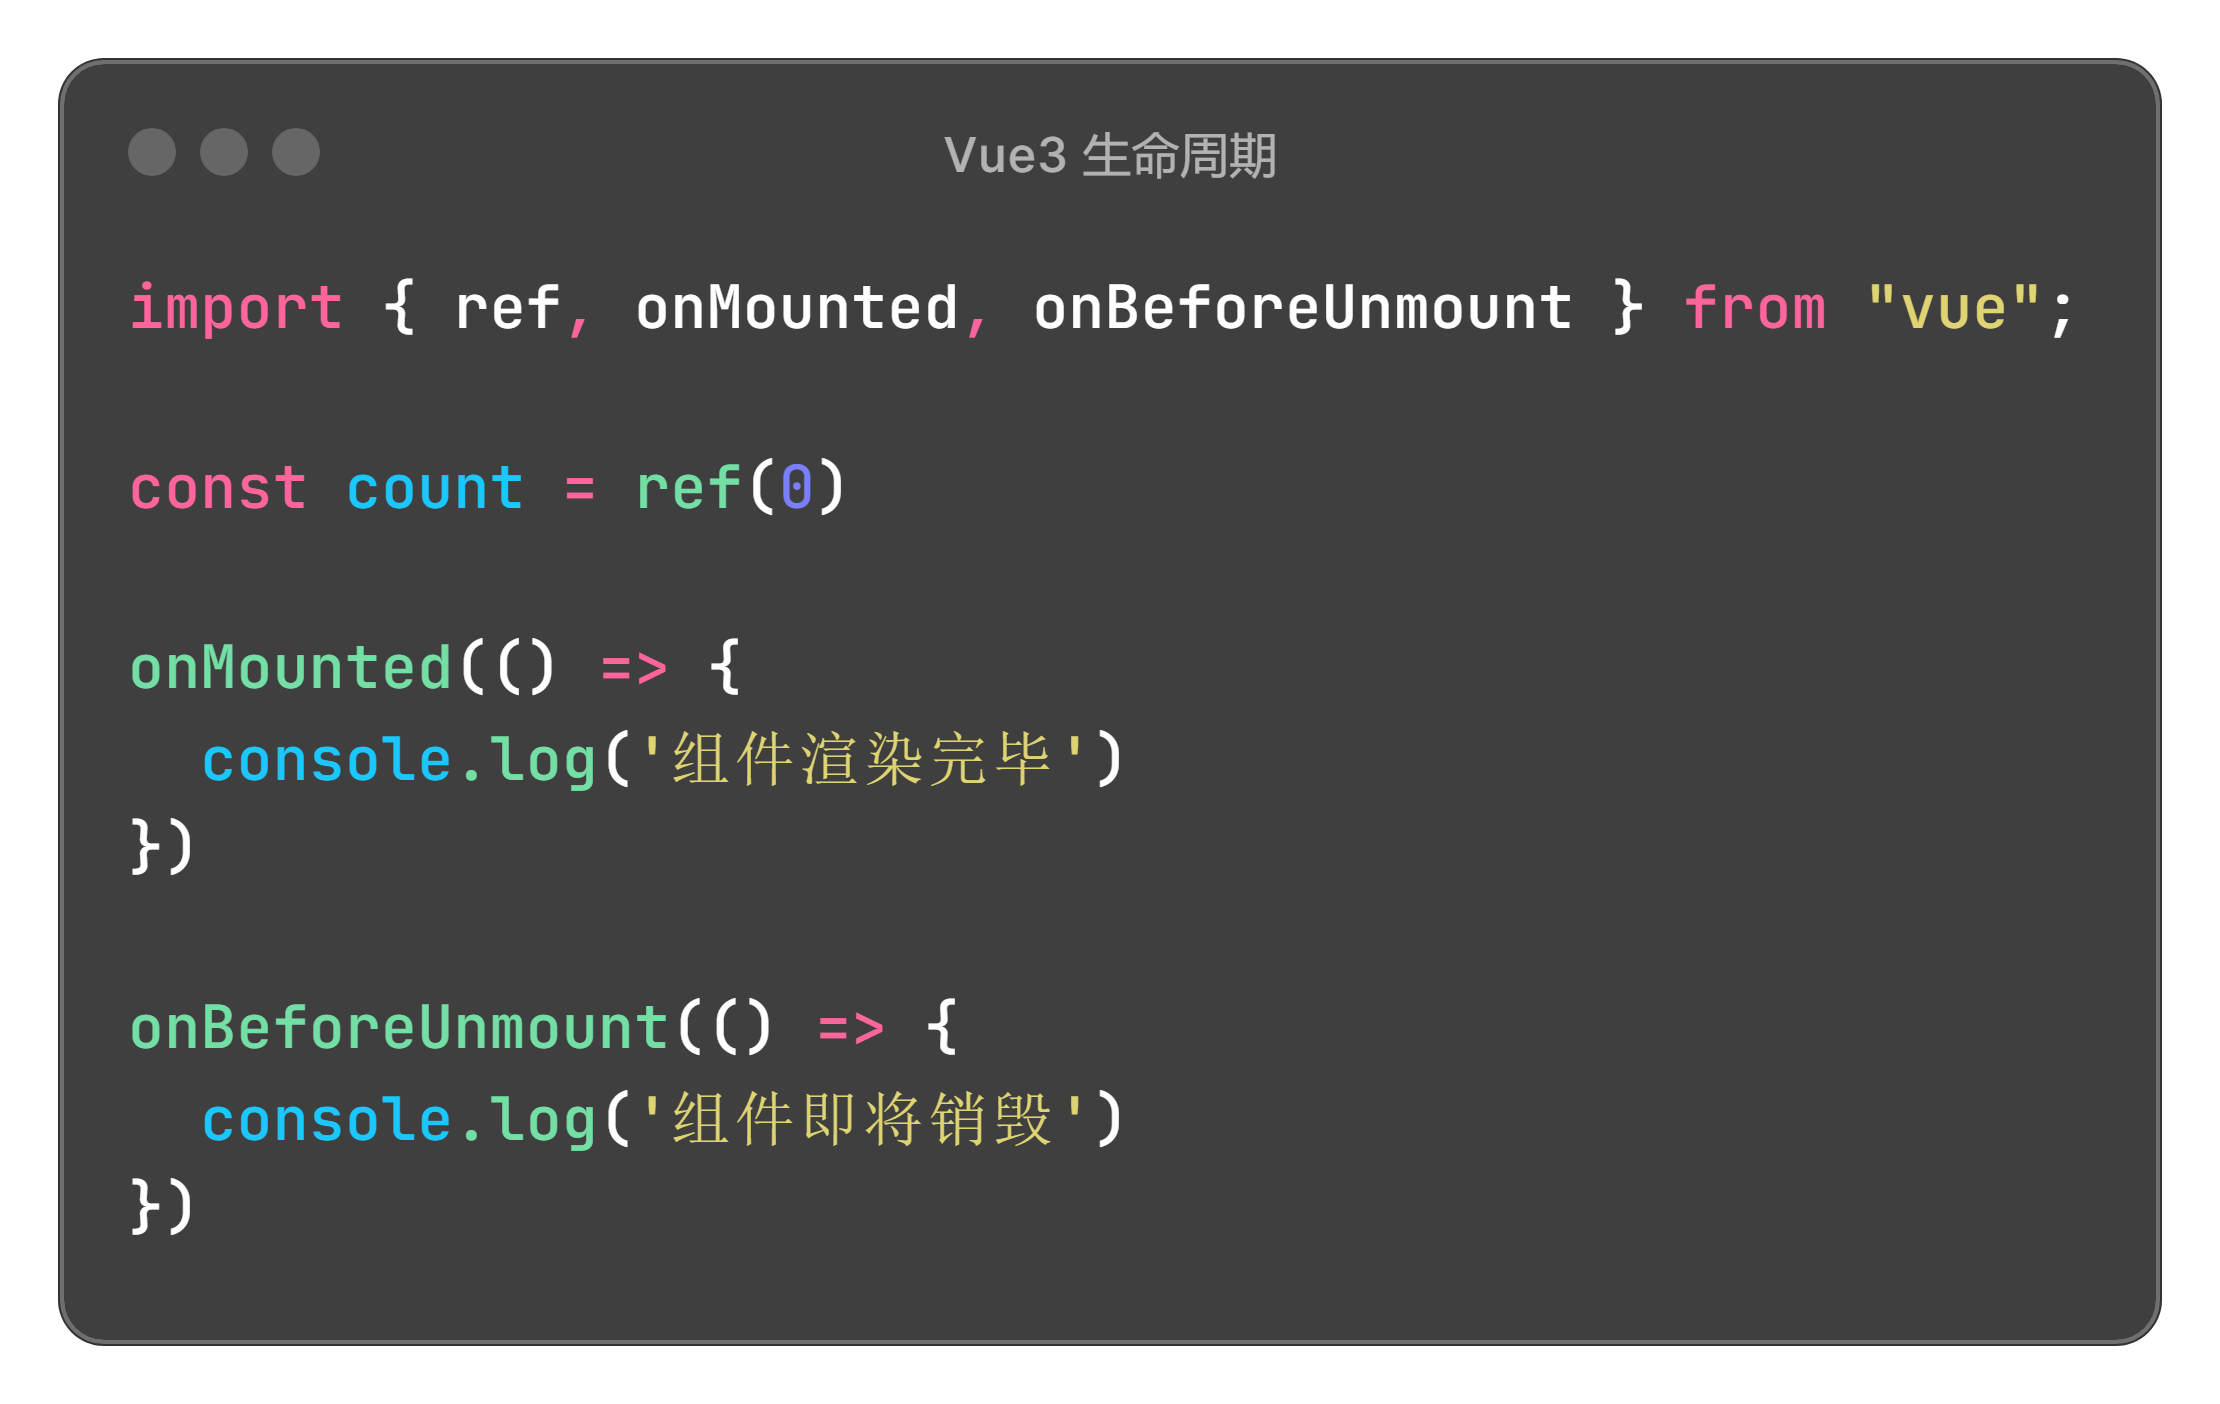 Vue3 生命周期
import { ref, onMounted, onBeforeUnmount } from "vue";
const count = ref(0)
onMounted(() => {
  console.log('组件渲染完毕')
})
onBeforeUnmount(() => {
  console.log('组件即将销毁')
})